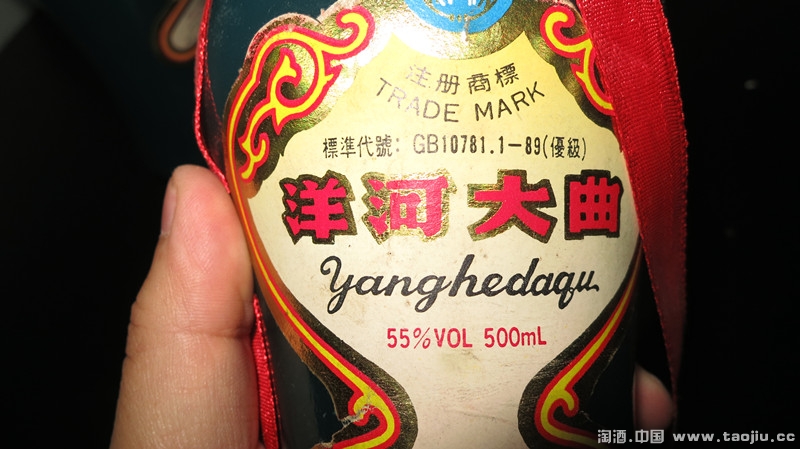 注册商標
TRADE MARK
標準代號: GB10781.1-89(優級)
洋河大曲
Yanghedaqu
55%VOL 500mL
淘酒.中国 www.taojiu.cc